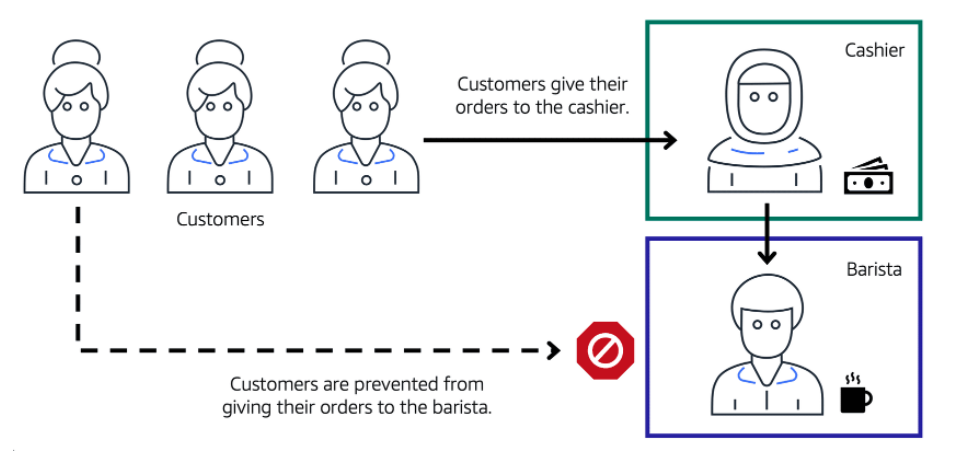 Cashier
Customers give their
orders to the cashier.
Customers
Barista
Customers are prevented from
giving their orders to the barista.